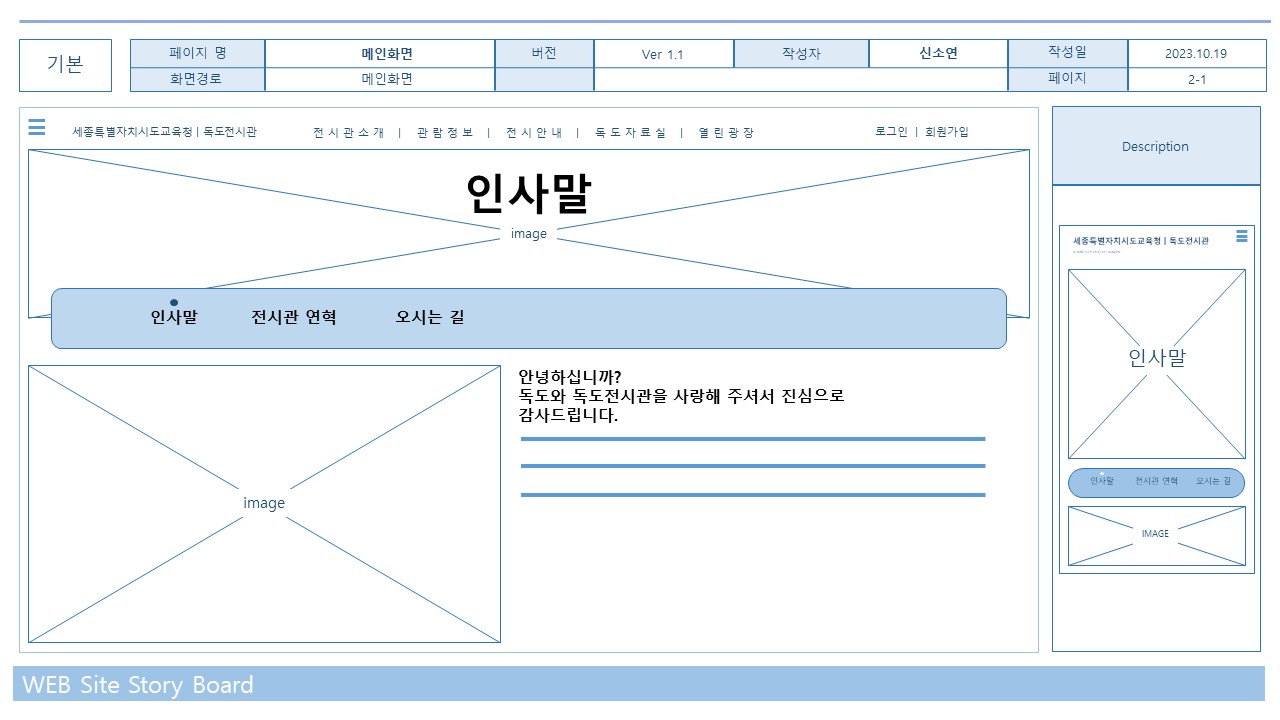 기본
페이지 명 메인화면 버전 Ver 1.1 작성자 신소연 작성일 2023.10.19
화면경로 메인화면 페이지 2-1
세종특별자치시도교육청 | 독도전시관 전시관소개 | 관람정보 | 전시안내 | 독도자료실 | 열린광장 로그인 | 회원가입
인사말
image
인사말 전시관 연혁 오시는 길
image
안녕하십니까?
독도와 독도전시관을 사랑해 주셔서 진심으로
감사드립니다.
Description
세종특별자치시도교육청 | 독도전시관
인사말
인사말 전시관 연혁 오시는 길
IMAGE
WEB Site Story Board